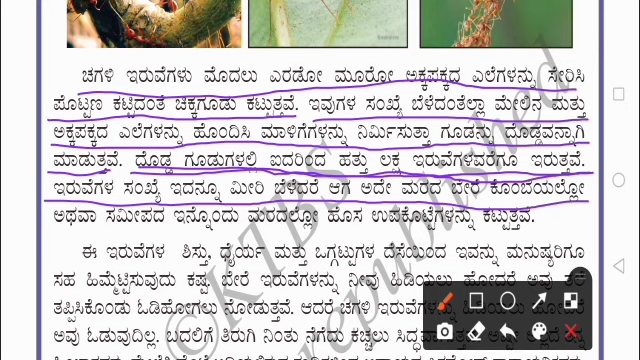 ಚಗಳಿ ಇರುವೆಗಳು ಮೊದಲು ಎರಡೋ ಮೂರೋ ಅಕ್ಕಪಕ್ಕದ ಎಲೆಗಳನ್ನು ಸೇರಿಸಿ
ಪೊಟ್ಟಣ ಕಟ್ಟಿದಂತೆ ಚಿಕ್ಕಗೂಡು ಕಟ್ಟುತ್ತವೆ. ಇವುಗಳ ಸಂಖ್ಯೆ ಬೆಳೆದಂತೆಲ್ಲಾ ಮೇಲಿನ ಮತ್ತು
ಅಕ್ಕಪಕ್ಕದ ಎಲೆಗಳನ್ನು ಹೊಂದಿಸಿ ಮಾಳಿಗೆಗಳನ್ನು ನಿರ್ಮಿಸುತ್ತಾ ಗೂಡನ್ನು ದೊಡ್ಡವನ್ನಾಗಿ
ಮಾಡುತ್ತವೆ. ದೊಡ್ಡ ಗೂಡುಗಳಲ್ಲಿ ಐದರಿಂದ ಹತ್ತು ಲಕ್ಷ ಇರುವೆಗಳವರೆಗೂ ಇರುತ್ತವೆ.
ಇರುವೆಗಳ ಸಂಖ್ಯೆ ಇದನ್ನೂ ಮೀರಿ ಬೆಳೆದರೆ ಆಗ ಅದೇ ಮರದ ಬೇರೆ ಕೊಂಬೆಯಲ್ಲೋ
ಅಥವಾ ಸಮೀಪದ ಇನ್ನೊಂದು ಮರದಲ್ಲೋ ಹೊಸ ಉಪಕೊಟ್ಟೆಗಳನ್ನು ಕಟ್ಟುತ್ತವೆ.
ಈ ಇರುವೆಗಳ ಶಿಸ್ತು, ಧೈರ್ಯ ಮತ್ತು ಒಗ್ಗಟ್ಟುಗಳ ದೆಸೆಯಿಂದ ಇವನ್ನು ಮನುಷ್ಯರಿಗೂ
ಸಹ ಹಿಮ್ಮೆಟ್ಟಿಸುವುದು ಕಷ್ಟ. ಬೇರೆ ಇರುವೆಗಳನ್ನು ನೀವು ಹಿಡಿಯಲು ಹೋದರೆ ಅವು
ತಪ್ಪಿಸಿಕೊಂಡು ಓಡಿಹೋಗಲು ನೋಡುತ್ತವೆ. ಆದರೆ ಚಗಳಿ
ಅವು ಓಡುವುದಿಲ್ಲ. ಬದಲಿಗೆ ತಿರುಗಿ ನಿಂತು ನೆಗೆದು ಕಚ್ಚಲು
©KTBS
republished